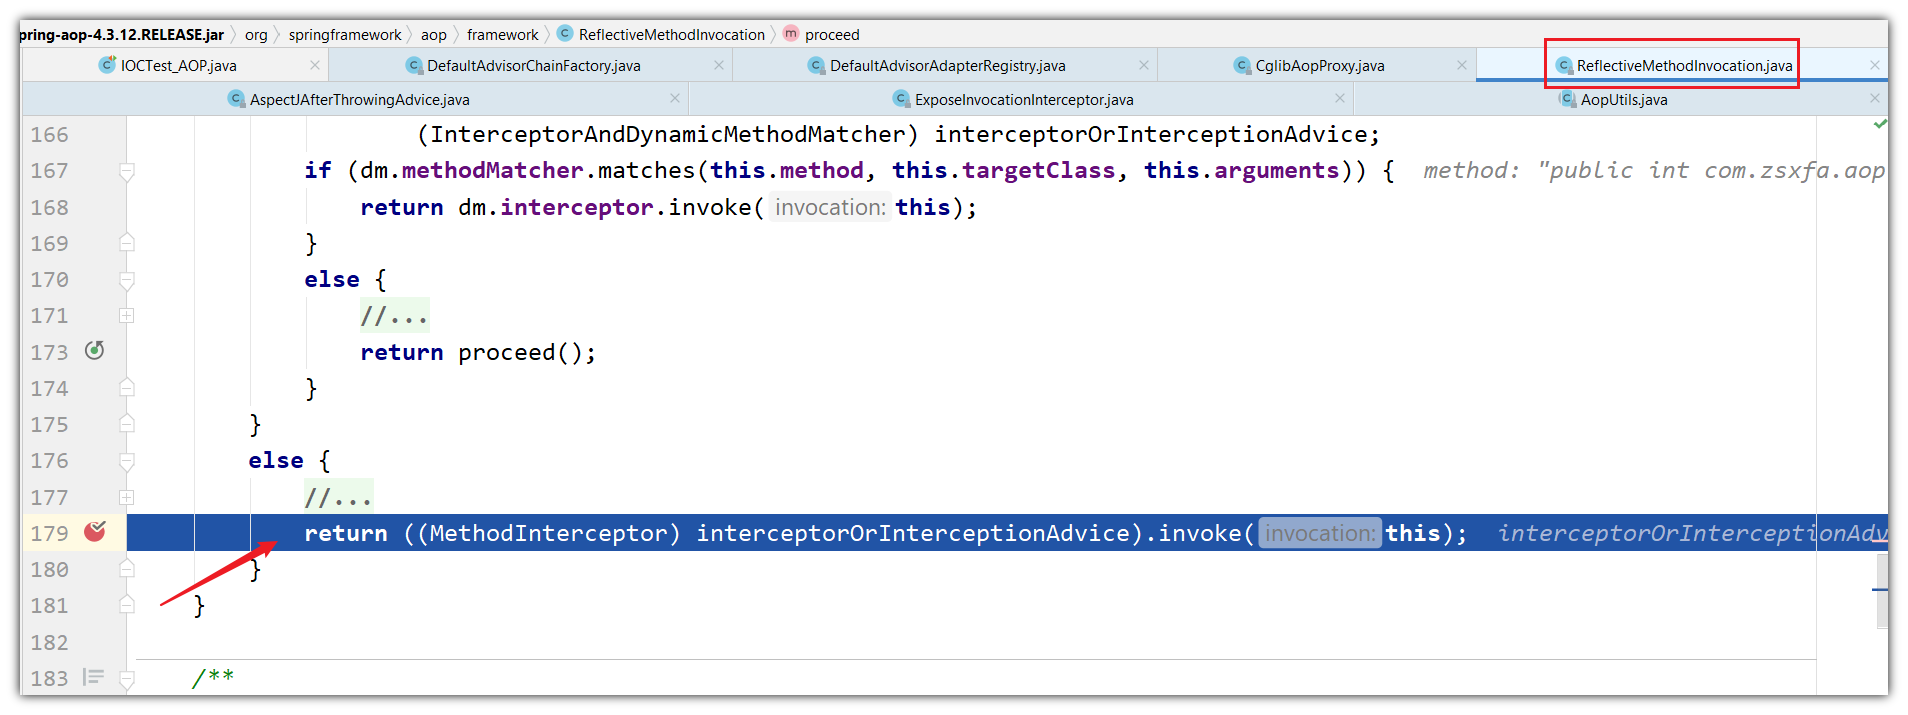 pring-aop-4.3.12.RELEASE.jar org springframework aop framework ReflectiveMethodInvocation proceed
IOCTest_AOP.java DefaultAdvisorChainFactory.java DefaultAdvisorAdapterRegistry.java CglibAopProxy.java ReflectiveMethodInvocation.java
AspectJAfterThrowingAdvice.java ExposeInvocationInterceptor.java AopUtils.java
166 (InterceptorAndDynamicMethodMatcher) interceptorOrInterceptionAdvice;
167 if (dm.methodMatcher.matches(this.method, this.targetClass, this.arguments)) { method: "public int com.zsxfa.aop
168 return dm.interceptor.invoke( invocation: this);
169 }
170 else {
171 //...
173 return proceed();
174 }
175 }
176 else {
177 //...
179 return ((MethodInterceptor) interceptorOrInterceptionAdvice).invoke( invocation: this); interceptorOrInterceptionAdv
180 }
181 }
182
183 /**